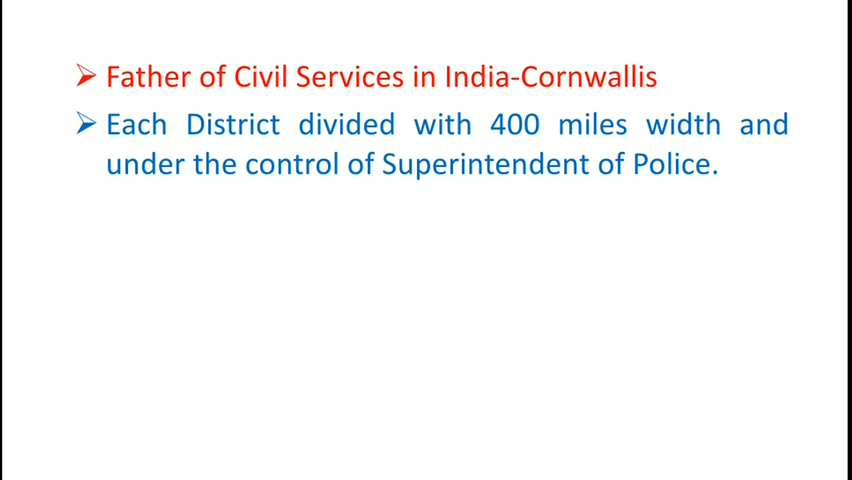 ➢ Father of Civil Services in India-Cornwallis
➢ Each District divided with 400 miles width and
under the control of Superintendent of Police.